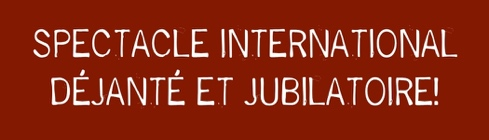 SPECTACLE INTERNATIONAL
DÉJANTÉ ET JUBILATOIRE!